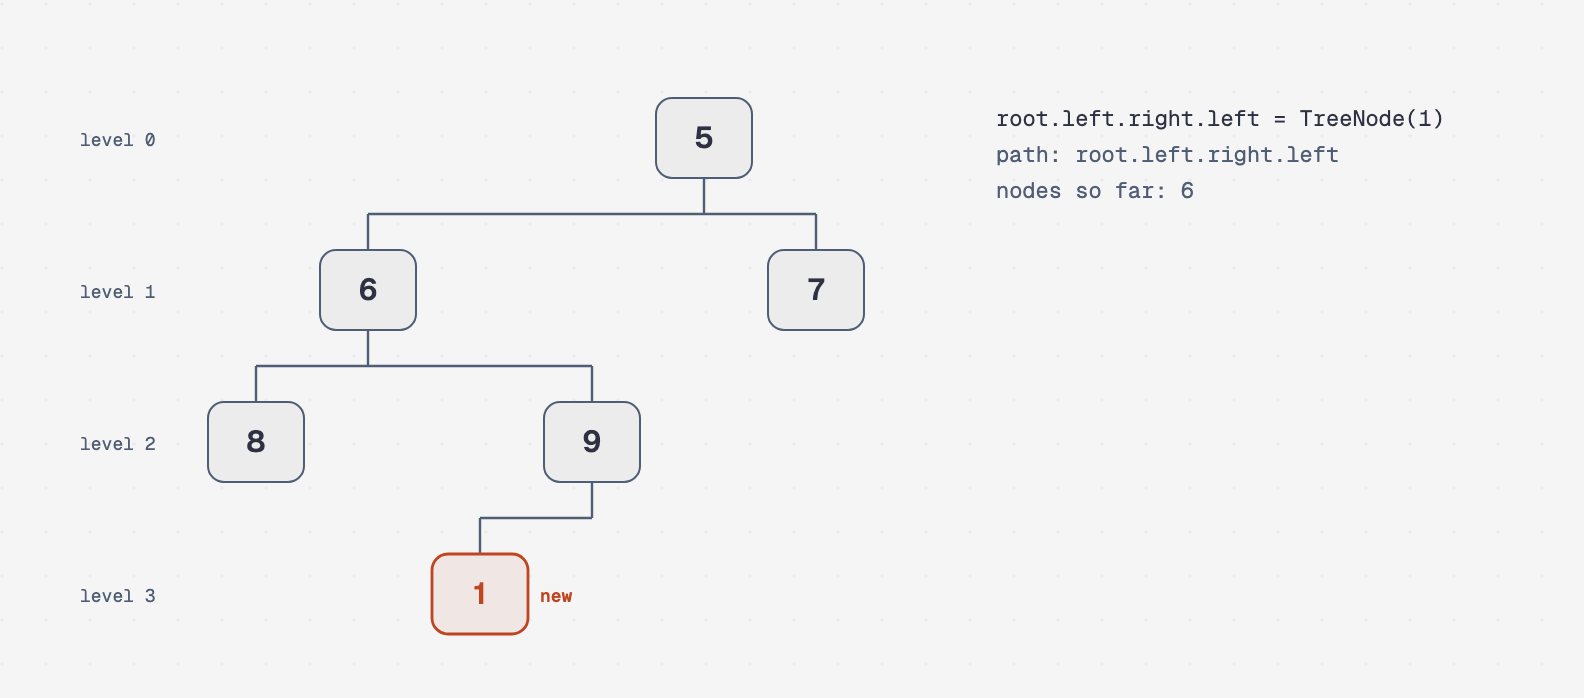 root.left.right.left = TreeNode(1)
path: root.left.right.left
nodes so far: 6
level 0
5
level 1
6
7
level 2
8
9
level 3
1
new